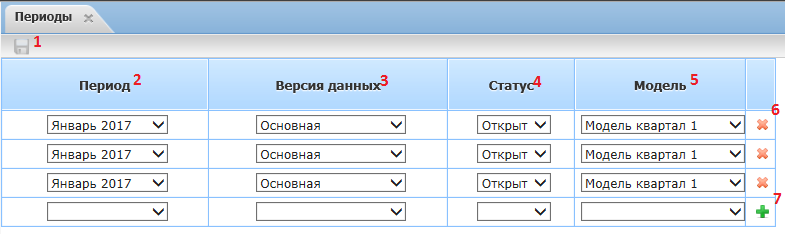 Периоды
1
Период 2 Версия данных 3 Статус 4 Модель 5
6
Январь 2017 Основная Открыт Модель квартал 1
Январь 2017 Основная Открыт Модель квартал 1
Январь 2017 Основная Открыт Модель квартал 1
7